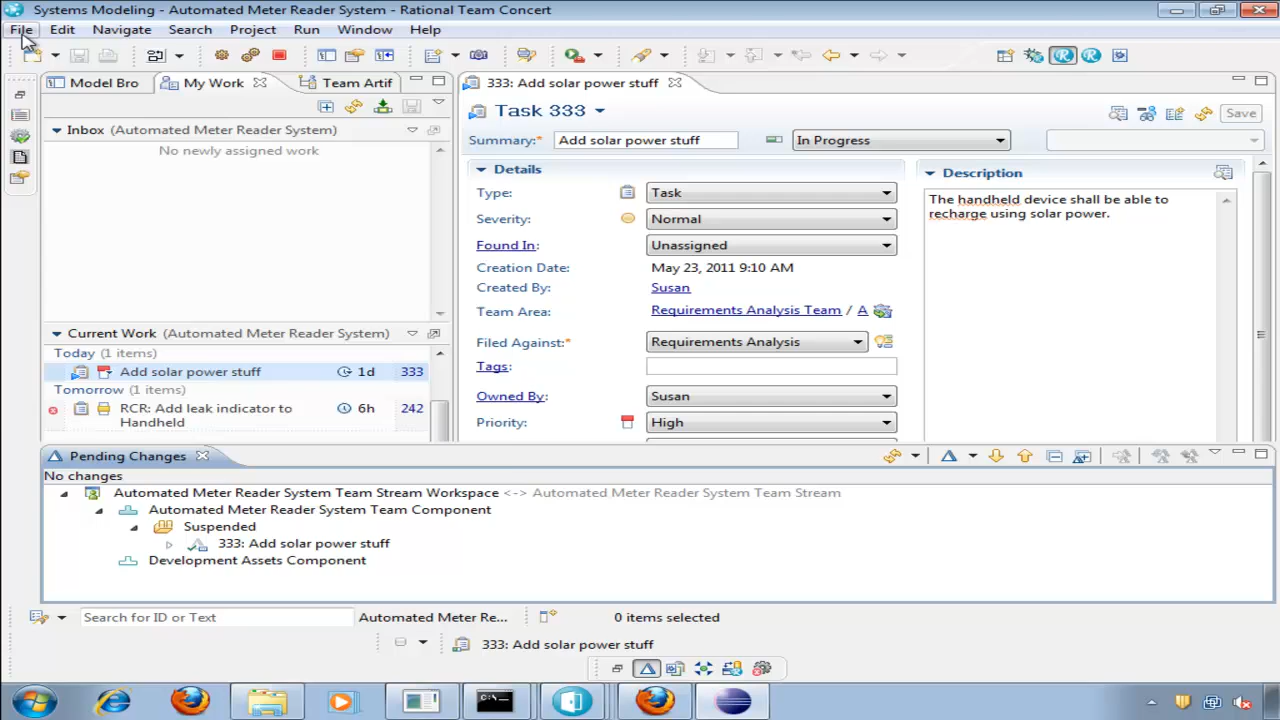 Systems Modeling - Automated Meter Reader System - Rational Team Concert
File Edit Navigate Search Project Run Window Help
Model Bro My Work Team Artif
Inbox (Automated Meter Reader System)
No newly assigned work
Current Work (Automated Meter Reader System)
Today (1 items)
Add solar power stuff 1d 333
Tomorrow (1 items)
RCR: Add leak indicator to 6h 242
Handheld
333: Add solar power stuff
Task 333 Save
Summary:* Add solar power stuff In Progress
Details
Type: Task
Severity: Normal
Found In: Unassigned
Creation Date: May 23, 2011 9:10 AM
Created By: Susan
Team Area: Requirements Analysis Team / A
Filed Against:* Requirements Analysis
Tags:
Owned By: Susan
Priority: High
Description
The handheld device shall be able to
recharge using solar power.
Pending Changes
No changes
Automated Meter Reader System Team Stream Workspace <-> Automated Meter Reader System Team Stream
Automated Meter Reader System Team Component
Suspended
333: Add solar power stuff
Development Assets Component
Search for ID or Text Automated Meter Re... 0 items selected
333: Add solar power stuff